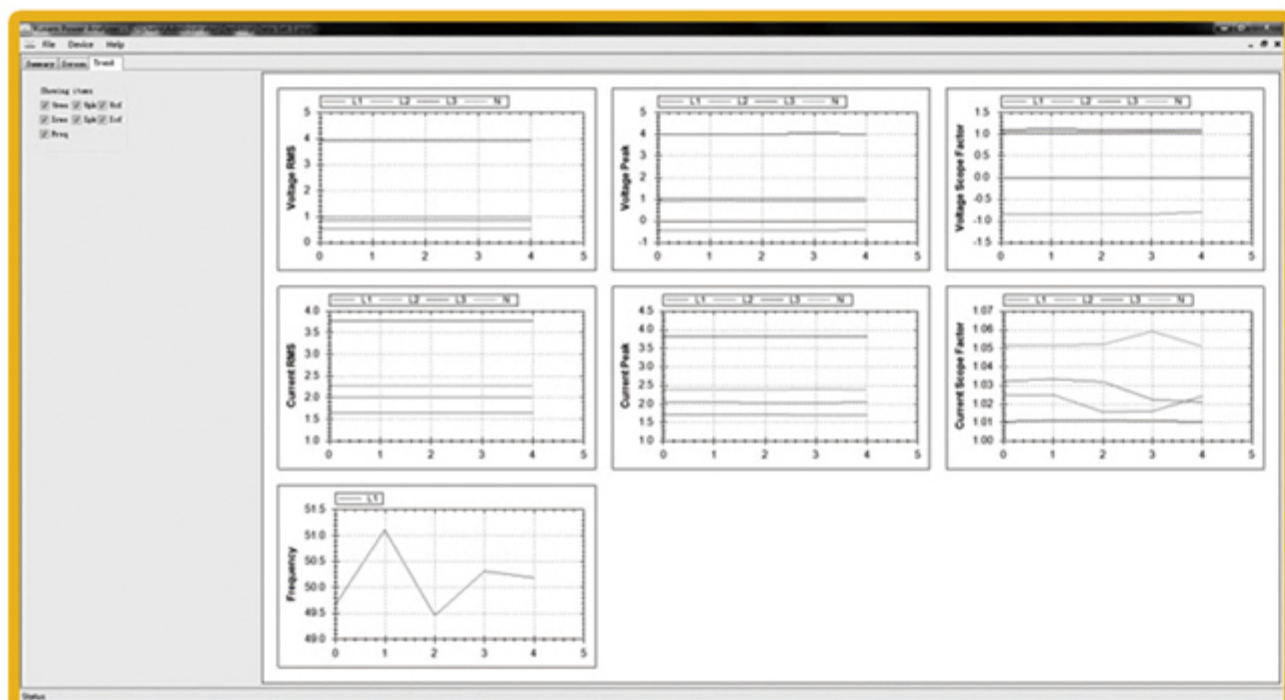 File Device Help
Summary Trend
Showing items
Freq
L1 L2 L3 N
Voltage RMS
5
4
3
2
1
0
0 1 2 3 4 5
L1 L2 L3 N
Voltage Peak
5
4
3
2
1
0
-1
0 1 2 3 4 5
L1 L2 L3 N
Voltage Scope Factor
1.5
1.0
0.5
0.0
-0.5
-1.0
-1.5
0 1 2 3 4 5
L1 L2 L3 N
Current RMS
4.0
3.5
3.0
2.5
2.0
1.5
1.0
0 1 2 3 4 5
L1 L2 L3 N
Current Peak
4.5
4.0
3.5
3.0
2.5
2.0
1.5
1.0
0 1 2 3 4 5
L1 L2 L3 N
Current Scope Factor
1.07
1.06
1.05
1.04
1.03
1.02
1.01
1.00
0 1 2 3 4 5
L1
Frequency
51.5
51.0
50.5
50.0
49.5
49.0
0 1 2 3 4 5
Status